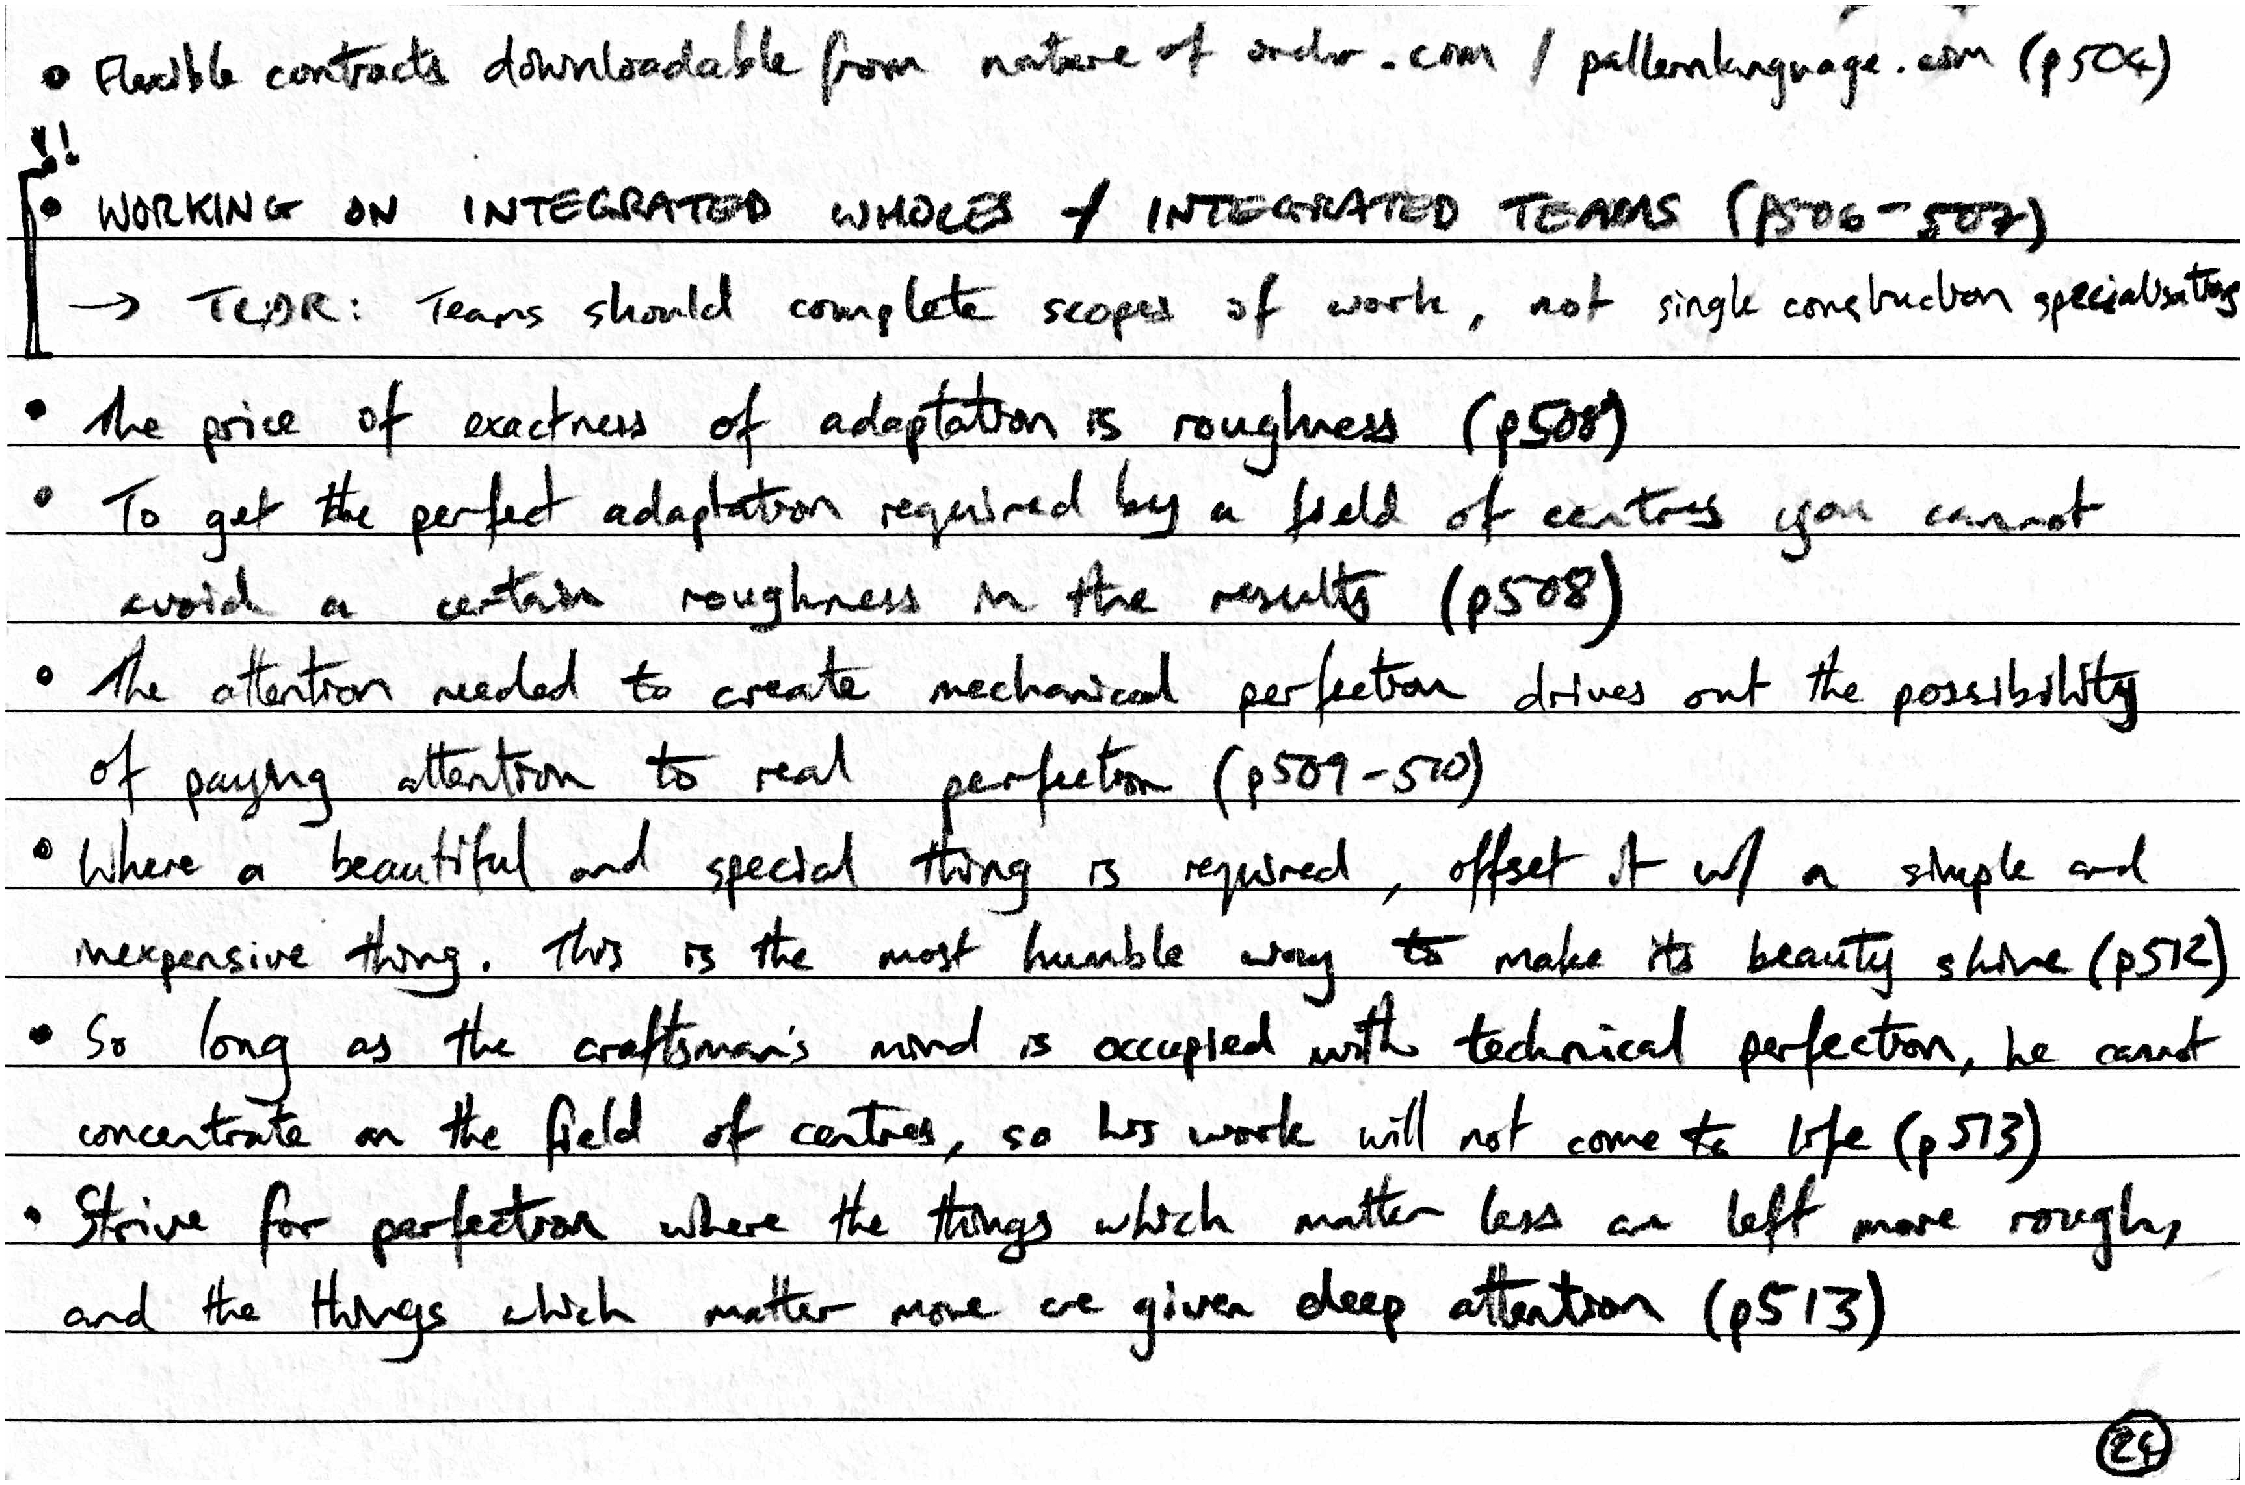 • Flexible contracts downloadable from nature of order.com / patternlanguage.com (p504)
!!
• WORKING ON INTEGRATED WHOLES / INTEGRATED TEAMS (p506-507)
→ TL;DR: Teams should complete scopes of work, not single construction specialisations
• The price of exactness of adaptation is roughness (p508)
• To get the perfect adaptation required by a field of centres you cannot
avoid a certain roughness in the results (p508)
• The attention needed to create mechanical perfection drives out the possibility
of paying attention to real perfection (p509-510)
• Where a beautiful and special thing is required, offset it w/ a simple and
inexpensive thing. This is the most humble way to make its beauty shine (p512)
• So long as the craftsman's mind is occupied with technical perfection, he cannot
concentrate on the field of centres, so his work will not come to life (p513)
• Strive for perfection where the things which matter less are left more rough,
and the things which matter more are given deep attention (p513)
24